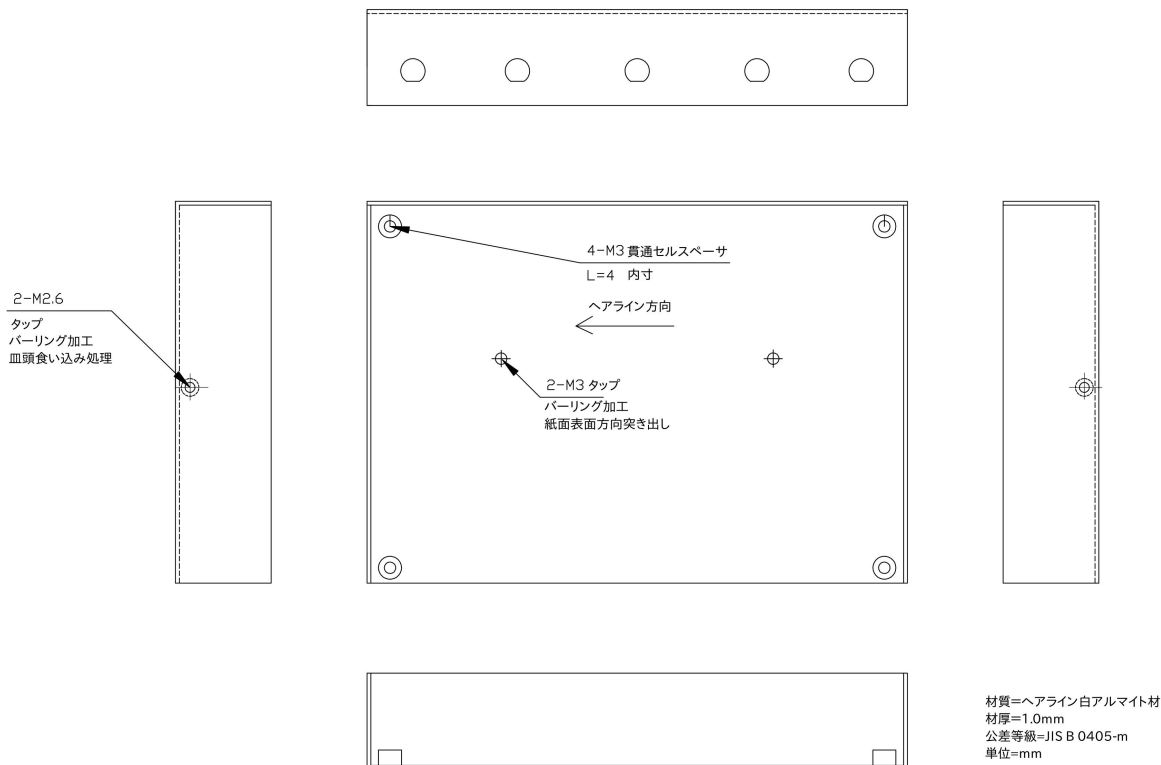 4-M3 貫通セルスペーサ
L=4 内寸
ヘアライン方向
2-M2.6
タップ
バーリング加工
皿頭食い込み処理
2-M3 タップ
バーリング加工
紙面表面方向突き出し
材質=ヘアライン白アルマイト材
材厚=1.0mm
公差等級=JIS B 0405-m
単位=mm